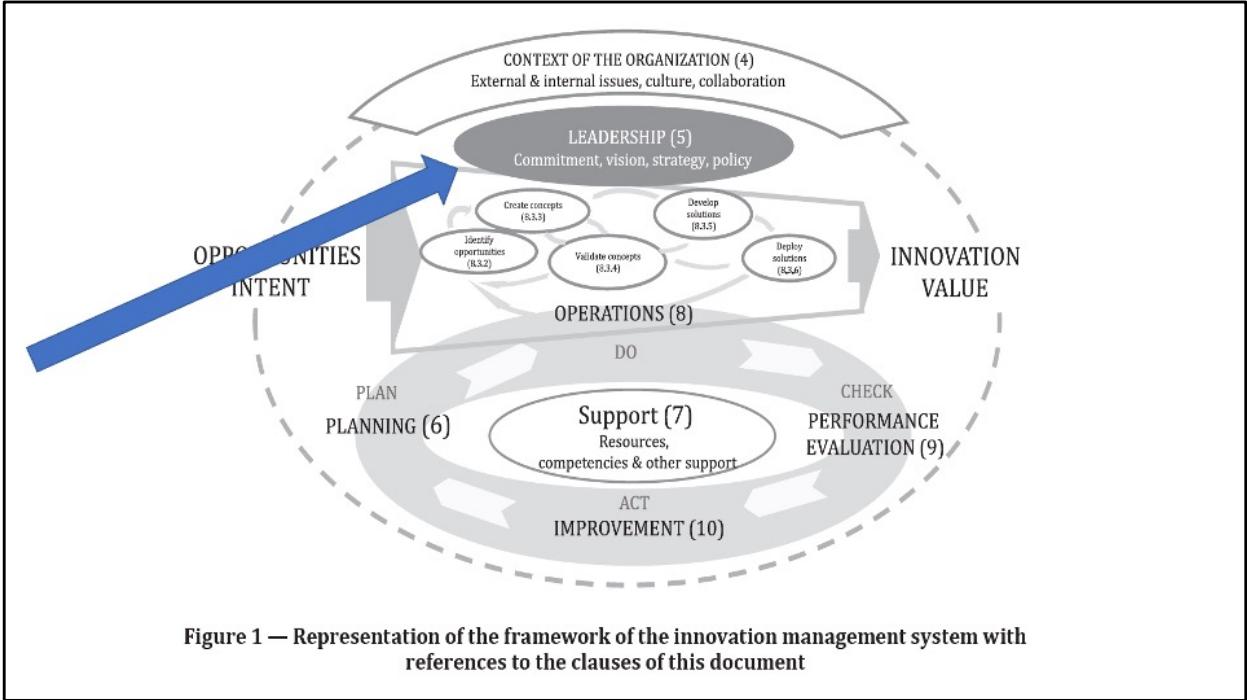 CONTEXT OF THE ORGANIZATION (4)
External & internal issues, culture, collaboration
LEADERSHIP (5)
Commitment, vision, strategy, policy
Create concepts
(8.3.3)
Develop
solutions
(8.3.5)
Identify
opportunities
(8.3.2)
Validate concepts
(8.3.4)
Deploy
solutions
(8.3.6)
OPPORTUNITIES
INTENT
INNOVATION
VALUE
OPERATIONS (8)
DO
PLAN
PLANNING (6)
CHECK
PERFORMANCE
EVALUATION (9)
Support (7)
Resources,
competencies & other support
ACT
IMPROVEMENT (10)
Figure 1 — Representation of the framework of the innovation management system with
references to the clauses of this document